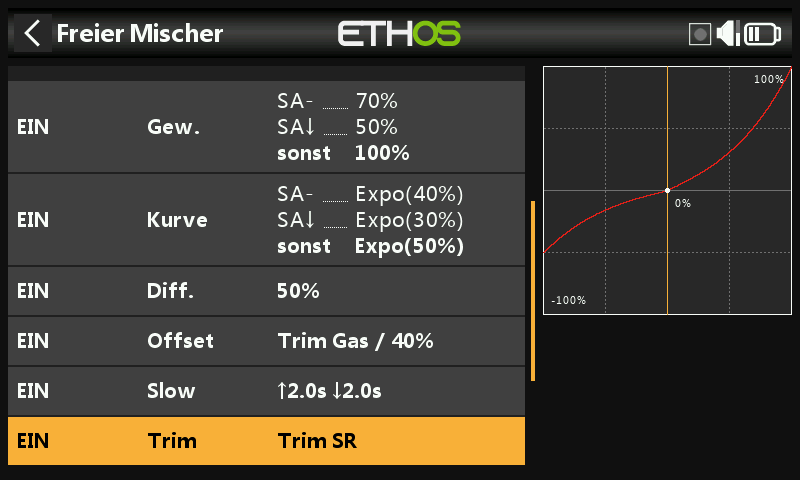 Freier Mischer ETHOS
SA- ...... 70%
EIN Gew. SA↓ ...... 50%
sonst 100%
SA- ...... Expo(40%)
EIN Kurve SA↓ ...... Expo(30%)
sonst Expo(50%)
EIN Diff. 50%
EIN Offset Trim Gas / 40%
EIN Slow ↑2.0s ↓2.0s
EIN Trim Trim SR
100%
0%
-100%